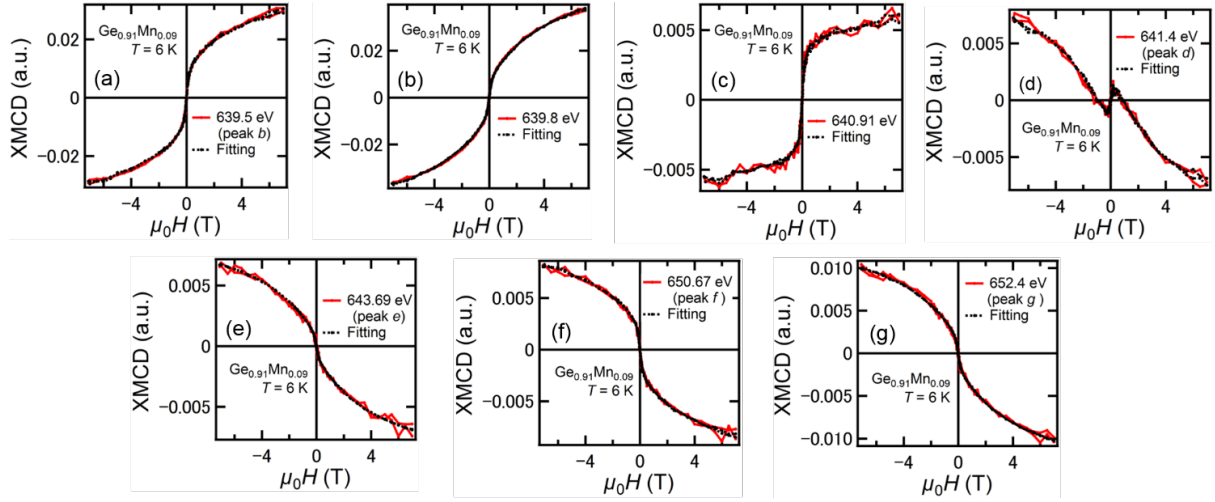 XMCD (a.u.)
0.02
0
−0.02
Ge0.91Mn0.09
T = 6 K
(a)
639.5 eV
(peak b)
Fitting
−4 0 4
μ0H (T)
XMCD (a.u.)
0.02
0
−0.02
Ge0.91Mn0.09
T = 6 K
(b)
639.8 eV
Fitting
−4 0 4
μ0H (T)
XMCD (a.u.)
0.005
0
−0.005
Ge0.91Mn0.09
T = 6 K
(c)
640.91 eV
Fitting
−4 0 4
μ0H (T)
XMCD (a.u.)
0.005
0
−0.005
641.4 eV
(peak d)
Fitting
(d)
Ge0.91Mn0.09
T = 6 K
−4 0 4
μ0H (T)
XMCD (a.u.)
0.005
0
−0.005
643.69 eV
(peak e)
Fitting
(e)
Ge0.91Mn0.09
T = 6 K
−4 0 4
μ0H (T)
XMCD (a.u.)
0.005
0
−0.005
650.67 eV
(peak f )
Fitting
(f)
Ge0.91Mn0.09
T = 6 K
−4 0 4
μ0H (T)
XMCD (a.u.)
0.010
0.005
0
−0.005
−0.010
652.4 eV
(peak g )
Fitting
(g)
Ge0.91Mn0.09
T = 6 K
−4 0 4
μ0H (T)